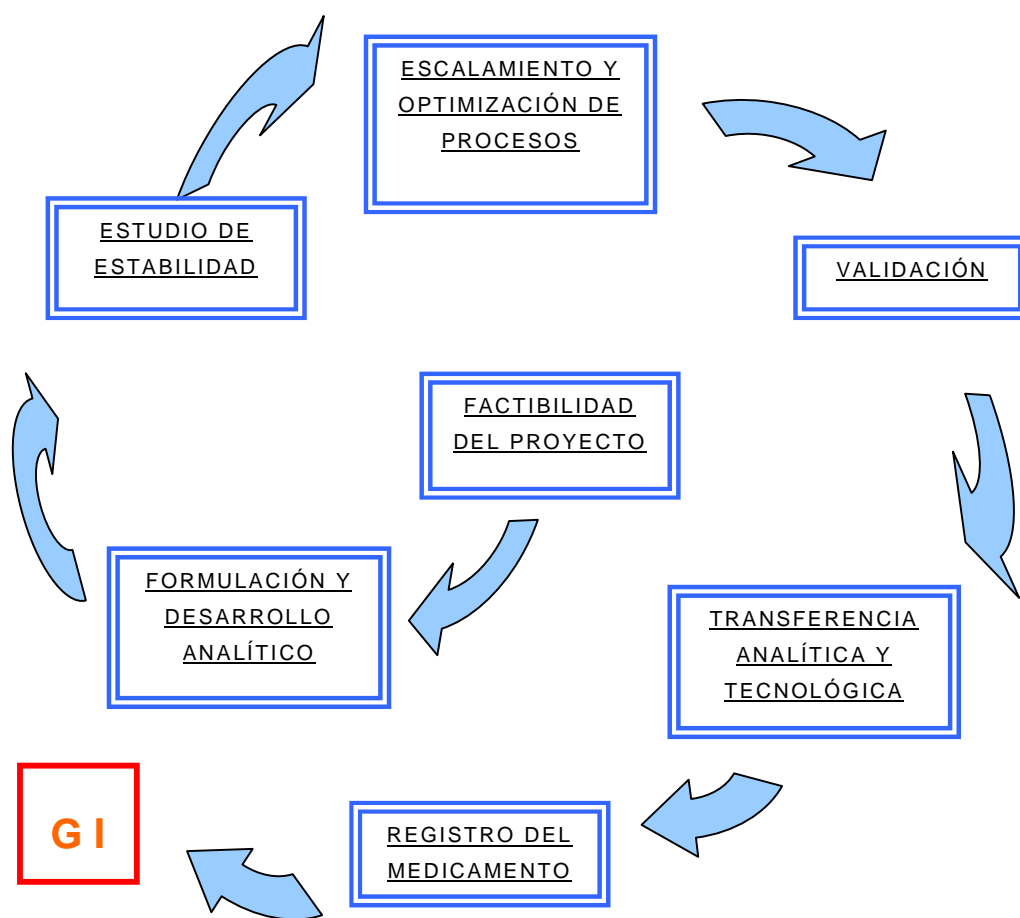 ESCALAMIENTO Y
OPTIMIZACIÓN DE
PROCESOS
ESTUDIO DE
ESTABILIDAD
VALIDACIÓN
FACTIBILIDAD
DEL PROYECTO
FORMULACIÓN Y
DESARROLLO
ANALÍTICO
TRANSFERENCIA
ANALÍTICA Y
TECNOLÓGICA
REGISTRO DEL
MEDICAMENTO
G I